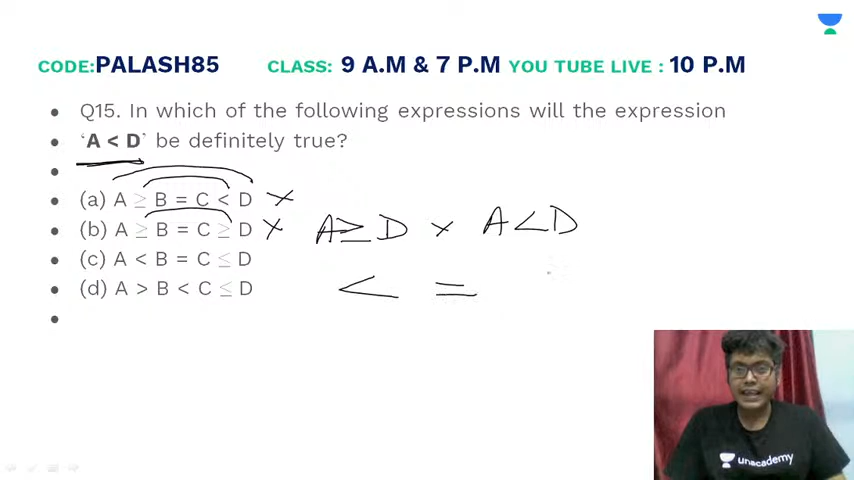 CODE:PALASH85 CLASS: 9 A.M & 7 P.M YOU TUBE LIVE : 10 P.M
• Q15. In which of the following expressions will the expression
• ‘A < D’ be definitely true?
•
• (a) A ≥ B = C < D ×
• (b) A ≥ B = C ≥ D × A ≥ D × A < D
• (c) A < B = C ≤ D
• (d) A > B < C ≤ D < =
•
unacademy